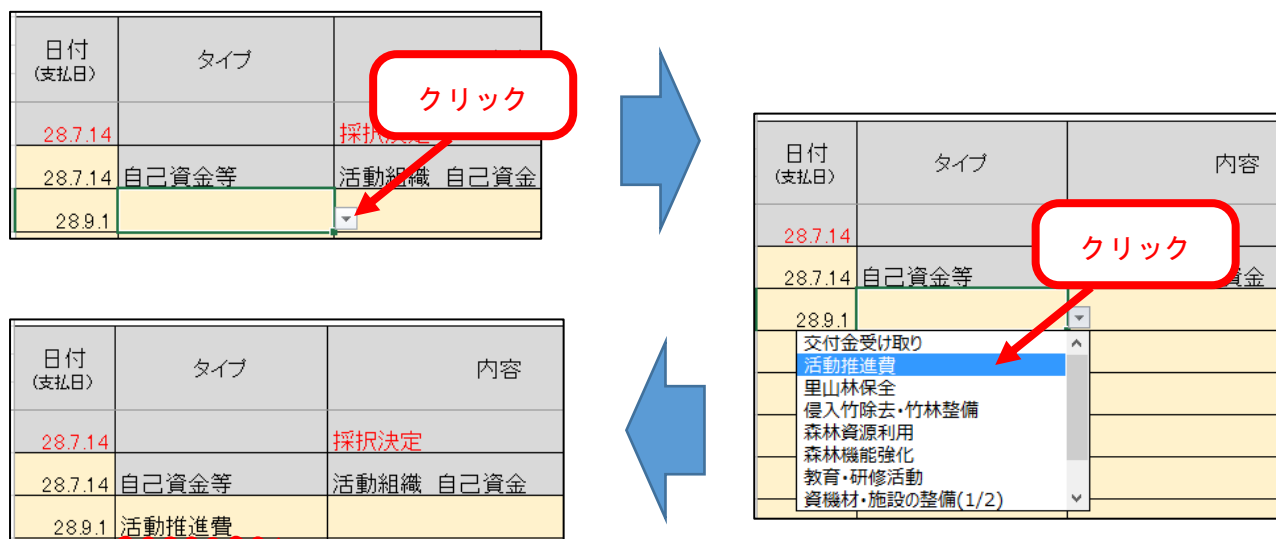 日付
(支払日)
タイプ
クリック
28.7.14
28.7.14 自己資金等 活動組織 自己資金
28.9.1
日付
(支払日)
タイプ 内容
クリック
28.7.14
28.7.14 自己資金等
28.9.1
交付金受け取り
活動推進費
里山林保全
侵入竹除去・竹林整備
森林資源利用
森林機能強化
教育・研修活動
資機材・施設の整備(1/2)
日付
(支払日)
タイプ 内容
28.7.14 採択決定
28.7.14 自己資金等 活動組織 自己資金
28.9.1 活動推進費